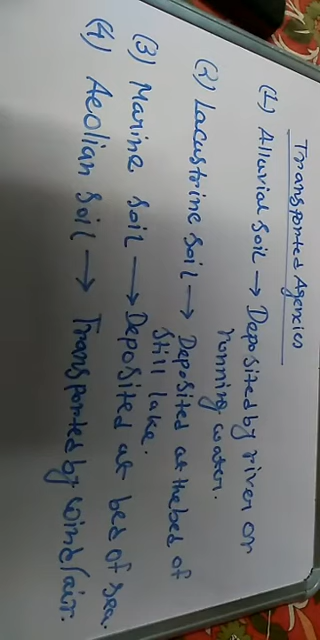 Transported Agencies
(1) Alluvial soil → Deposited by river or
running water.
(2) Lacustrine soil → Deposited at the bed of
still lake.
(3) Marine soil → Deposited at bed of sea.
(4) Aeolian soil → Transported by wind/air.